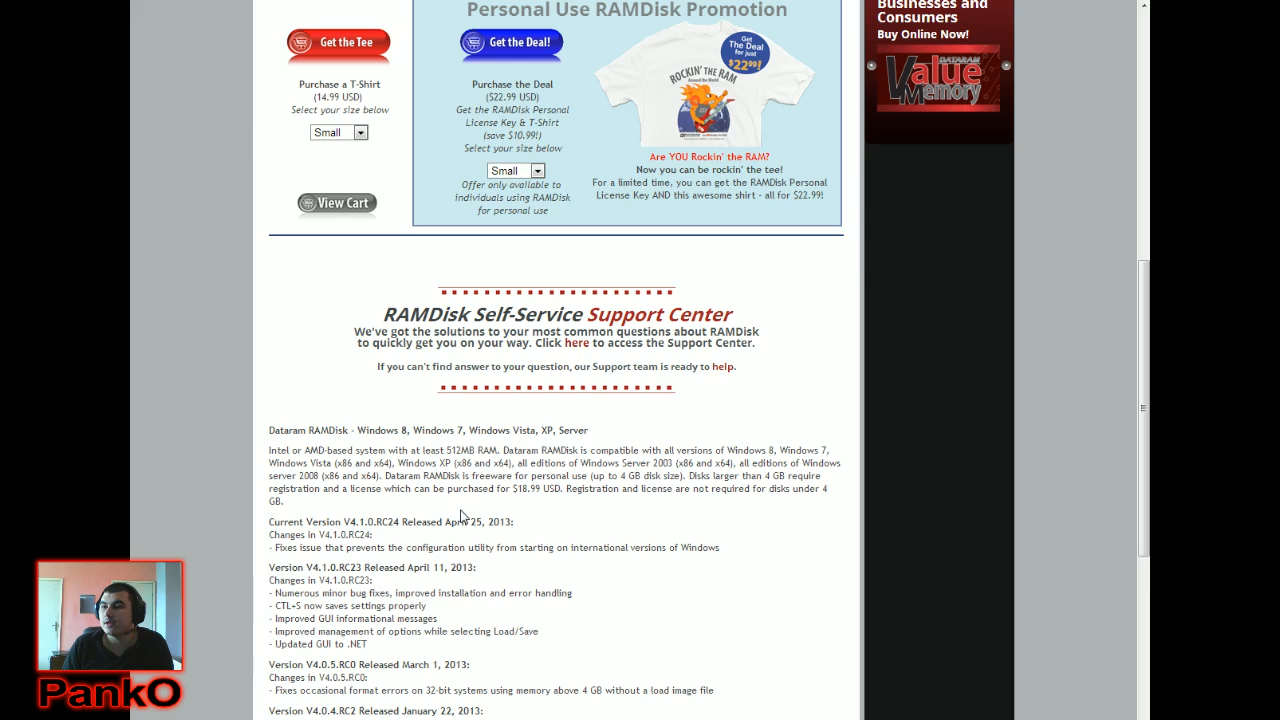 Personal Use RAMDisk Promotion
Get the Tee
Purchase a T-Shirt
(14.99 USD)
Select your size below
Small
View Cart
Get the Deal!
Purchase the Deal
($22.99 USD)
Get the RAMDisk Personal
License Key & T-Shirt
(save $10.99!)
Select your size below
Small
Offer only available to
individuals using RAMDisk
for personal use
Get
The Deal
for just
$22.99!
ROCKIN' THE RAM
Around the World
Are YOU Rockin' the RAM?
Now you can be rockin' the tee!
For a limited time, you can get the RAMDisk Personal
License Key AND this awesome shirt - all for $22.99!
Businesses and
Consumers
Buy Online Now!
DATARAM
Value
Memory
RAMDisk Self-Service Support Center
We've got the solutions to your most common questions about RAMDisk
to quickly get you on your way. Click here to access the Support Center.
If you can't find answer to your question, our Support team is ready to help.
Dataram RAMDisk - Windows 8, Windows 7, Windows Vista, XP, Server
Intel or AMD-based system with at least 512MB RAM. Dataram RAMDisk is compatible with all versions of Windows 8, Windows 7,
Windows Vista (x86 and x64), Windows XP (x86 and x64), all editions of Windows Server 2003 (x86 and x64), all editions of Windows
server 2008 (x86 and x64). Dataram RAMDisk is freeware for personal use (up to 4 GB disk size). Disks larger than 4 GB require
registration and a license which can be purchased for $18.99 USD. Registration and license are not required for disks under 4
GB.
Current Version V4.1.0.RC24 Released April 25, 2013:
Changes in V4.1.0.RC24:
- Fixes issue that prevents the configuration utility from starting on international versions of Windows
Version V4.1.0.RC23 Released April 11, 2013:
Changes in V4.1.0.RC23:
- Numerous minor bug fixes, improved installation and error handling
- CTL+S now saves settings properly
- Improved GUI informational messages
- Improved management of options while selecting Load/Save
- Updated GUI to .NET
Version V4.0.5.RC0 Released March 1, 2013:
Changes in V4.0.5.RC0:
- Fixes occasional format errors on 32-bit systems using memory above 4 GB without a load image file
Version V4.0.4.RC2 Released January 22, 2013:
PankO